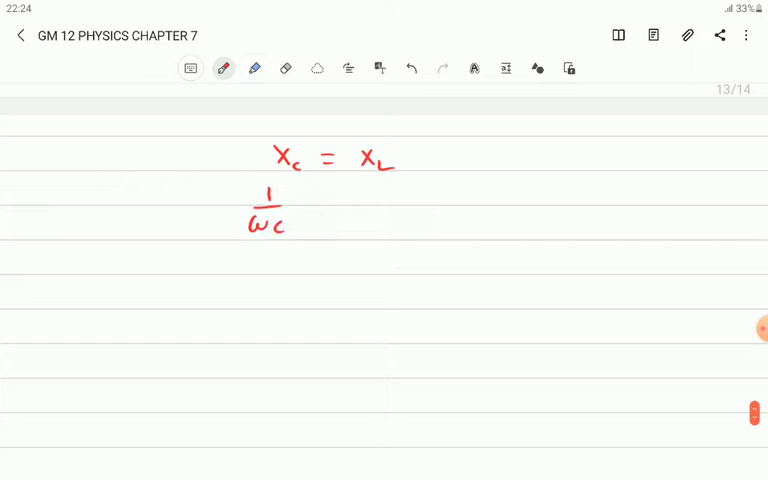 22:24
33%
GM 12 PHYSICS CHAPTER 7
13/14
Xc = XL
1
ωc